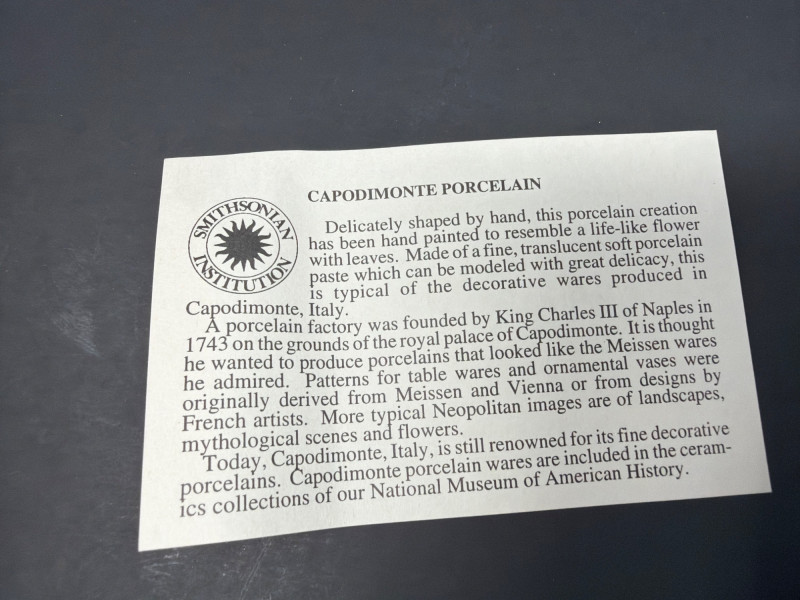 CAPODIMONTE PORCELAIN
SMITHSONIAN
INSTITUTION
Delicately shaped by hand, this porcelain creation
has been hand painted to resemble a life-like flower
with leaves. Made of a fine, translucent soft porcelain
paste which can be modeled with great delicacy, this
is typical of the decorative wares produced in
Capodimonte, Italy.
A porcelain factory was founded by King Charles III of Naples in
1743 on the grounds of the royal palace of Capodimonte. It is thought
he wanted to produce porcelains that looked like the Meissen wares
he admired. Patterns for table wares and ornamental vases were
originally derived from Meissen and Vienna or from designs by
French artists. More typical Neopolitan images are of landscapes,
mythological scenes and flowers.
Today, Capodimonte, Italy, is still renowned for its fine decorative
porcelains. Capodimonte porcelain wares are included in the ceram-
ics collections of our National Museum of American History.